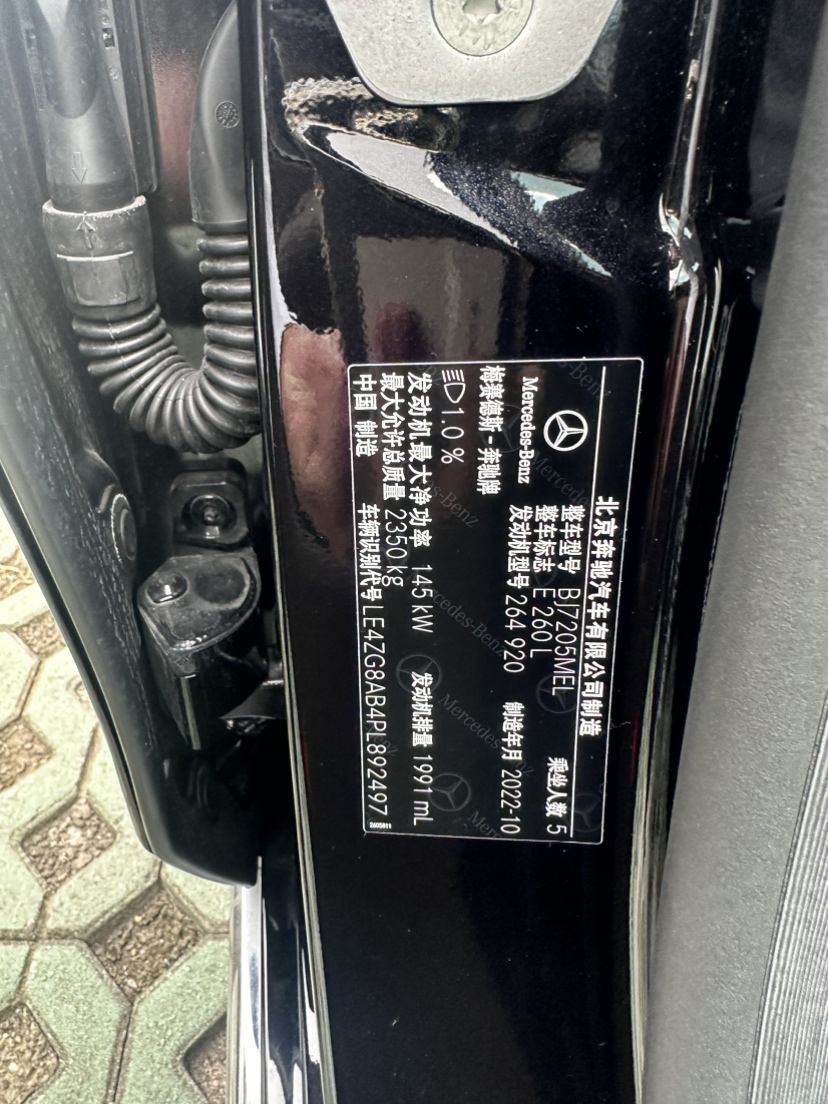 北京奔驰汽车有限公司制造
Mercedes-Benz
梅赛德斯-奔驰牌
整车型号 BJ7205MEL 乘坐人数 5
整车标志 E 260 L
发动机型号 264 920 制造年月 2022-10
1.0 %
发动机最大净功率 145 kW 发动机排量 1991 mL
最大允许总质量 2350 kg
中国 制造 车辆识别代号 LE4ZG8AB4PL892497